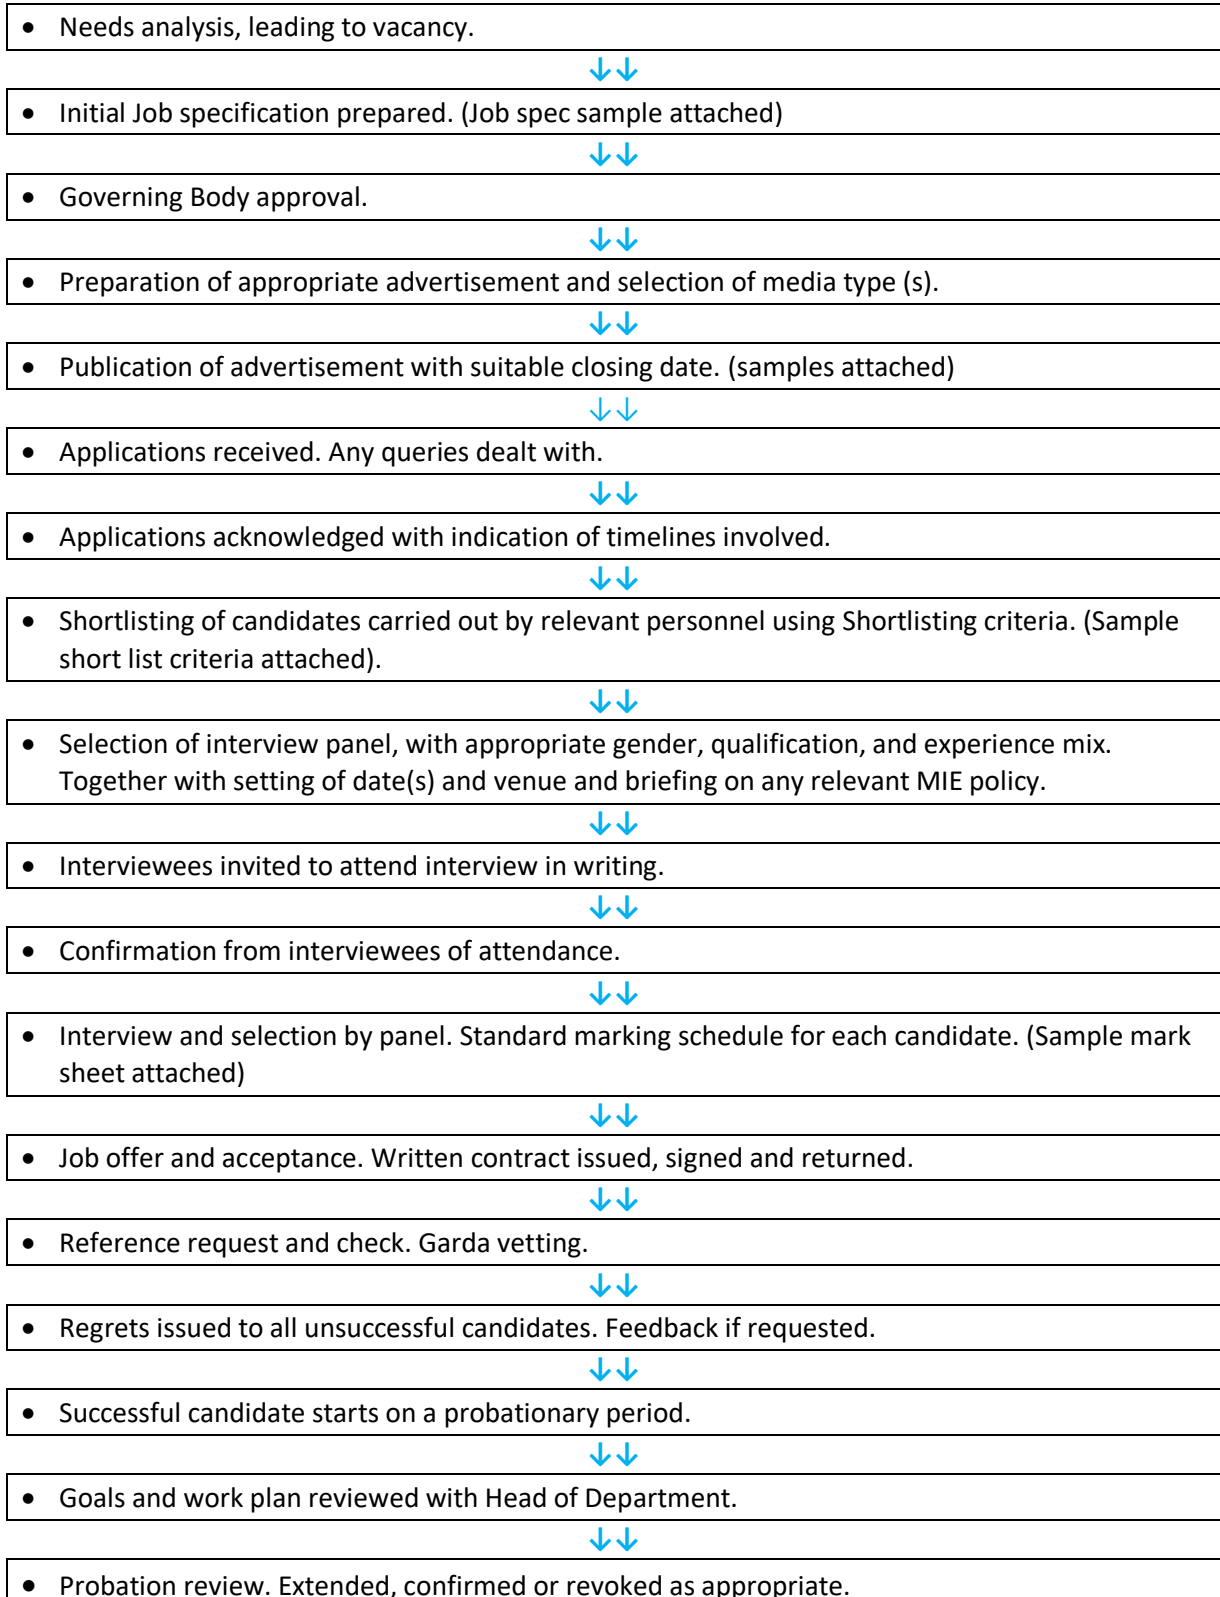 • Needs analysis, leading to vacancy.
↓↓
• Initial Job specification prepared. (Job spec sample attached)
↓↓
• Governing Body approval.
↓↓
• Preparation of appropriate advertisement and selection of media type (s).
↓↓
• Publication of advertisement with suitable closing date. (samples attached)
↓↓
• Applications received. Any queries dealt with.
↓↓
• Applications acknowledged with indication of timelines involved.
↓↓
• Shortlisting of candidates carried out by relevant personnel using Shortlisting criteria. (Sample
short list criteria attached).
↓↓
• Selection of interview panel, with appropriate gender, qualification, and experience mix.
Together with setting of date(s) and venue and briefing on any relevant MIE policy.
↓↓
• Interviewees invited to attend interview in writing.
↓↓
• Confirmation from interviewees of attendance.
↓↓
• Interview and selection by panel. Standard marking schedule for each candidate. (Sample mark
sheet attached)
↓↓
• Job offer and acceptance. Written contract issued, signed and returned.
↓↓
• Reference request and check. Garda vetting.
↓↓
• Regrets issued to all unsuccessful candidates. Feedback if requested.
↓↓
• Successful candidate starts on a probationary period.
↓↓
• Goals and work plan reviewed with Head of Department.
↓↓
• Probation review. Extended, confirmed or revoked as appropriate.